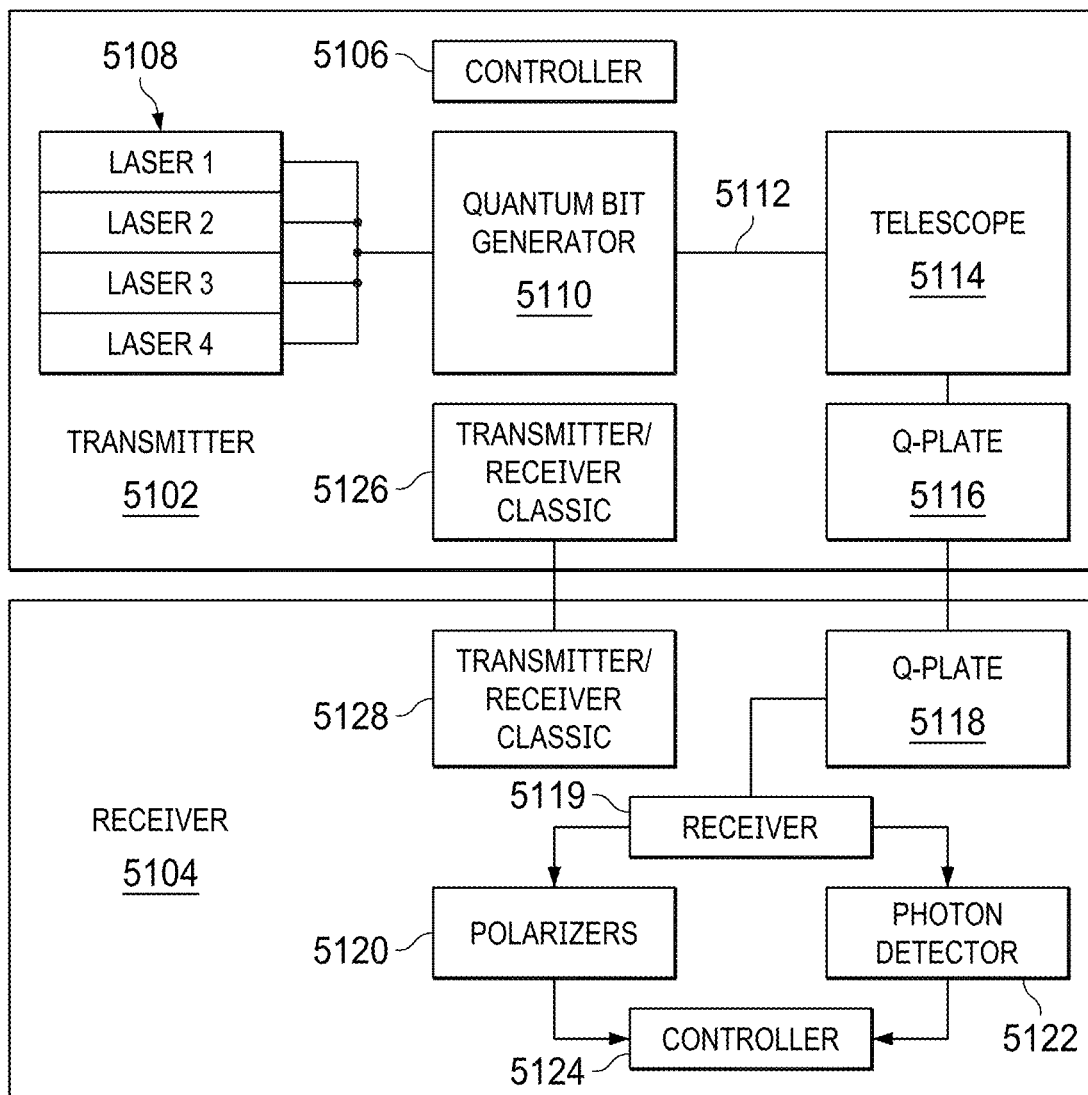 5108
5106
CONTROLLER
LASER 1
LASER 2
LASER 3
LASER 4
QUANTUM BIT
GENERATOR
5110
5112
TELESCOPE
5114
TRANSMITTER
5102
5126
TRANSMITTER/
RECEIVER
CLASSIC
Q-PLATE
5116
5128
TRANSMITTER/
RECEIVER
CLASSIC
Q-PLATE
5118
RECEIVER
5104
5119
RECEIVER
5120
POLARIZERS
PHOTON
DETECTOR
5122
5124
CONTROLLER